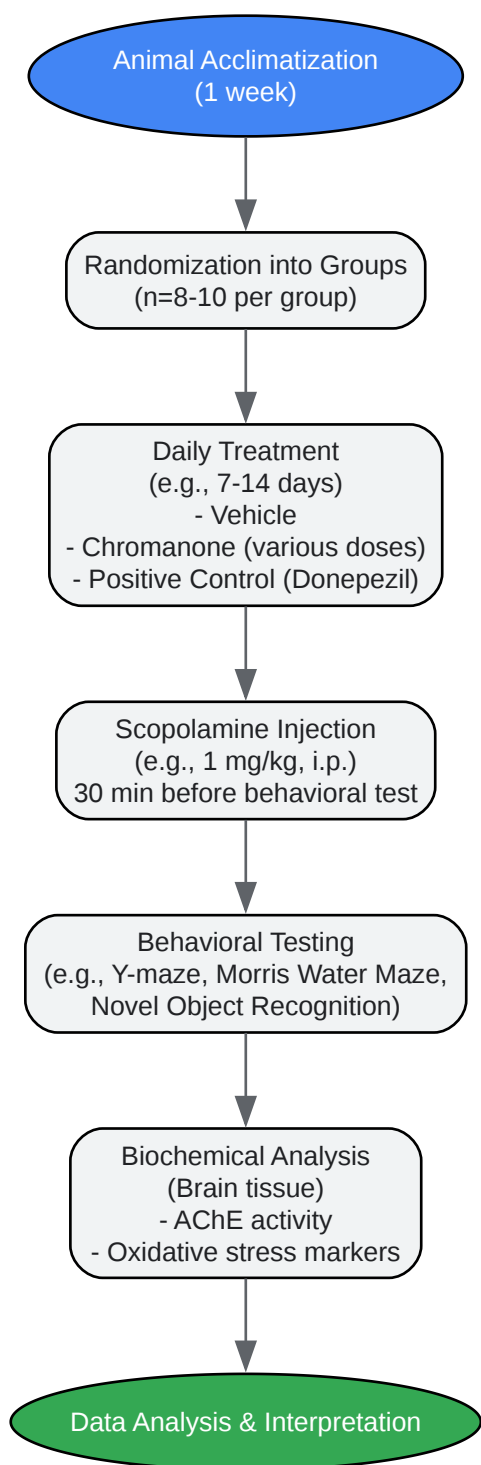 Animal Acclimatization
(1 week)
Randomization into Groups
(n=8-10 per group)
Daily Treatment
(e.g., 7-14 days)
- Vehicle
- Chromanone (various doses)
- Positive Control (Donepezil)
Scopolamine Injection
(e.g., 1 mg/kg, i.p.)
30 min before behavioral test
Behavioral Testing
(e.g., Y-maze, Morris Water Maze,
Novel Object Recognition)
Biochemical Analysis
(Brain tissue)
- AChE activity
- Oxidative stress markers
Data Analysis & Interpretation